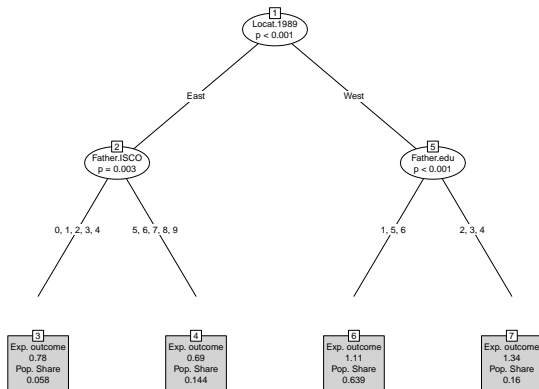 1
Locat.1989
p < 0.001
East
West
2
Father.ISCO
p = 0.003
5
Father.edu
p < 0.001
0, 1, 2, 3, 4
5, 6, 7, 8, 9
1, 5, 6
2, 3, 4
3
Exp. outcome
0.78
Pop. Share
0.058
4
Exp. outcome
0.69
Pop. Share
0.144
6
Exp. outcome
1.11
Pop. Share
0.639
7
Exp. outcome
1.34
Pop. Share
0.16